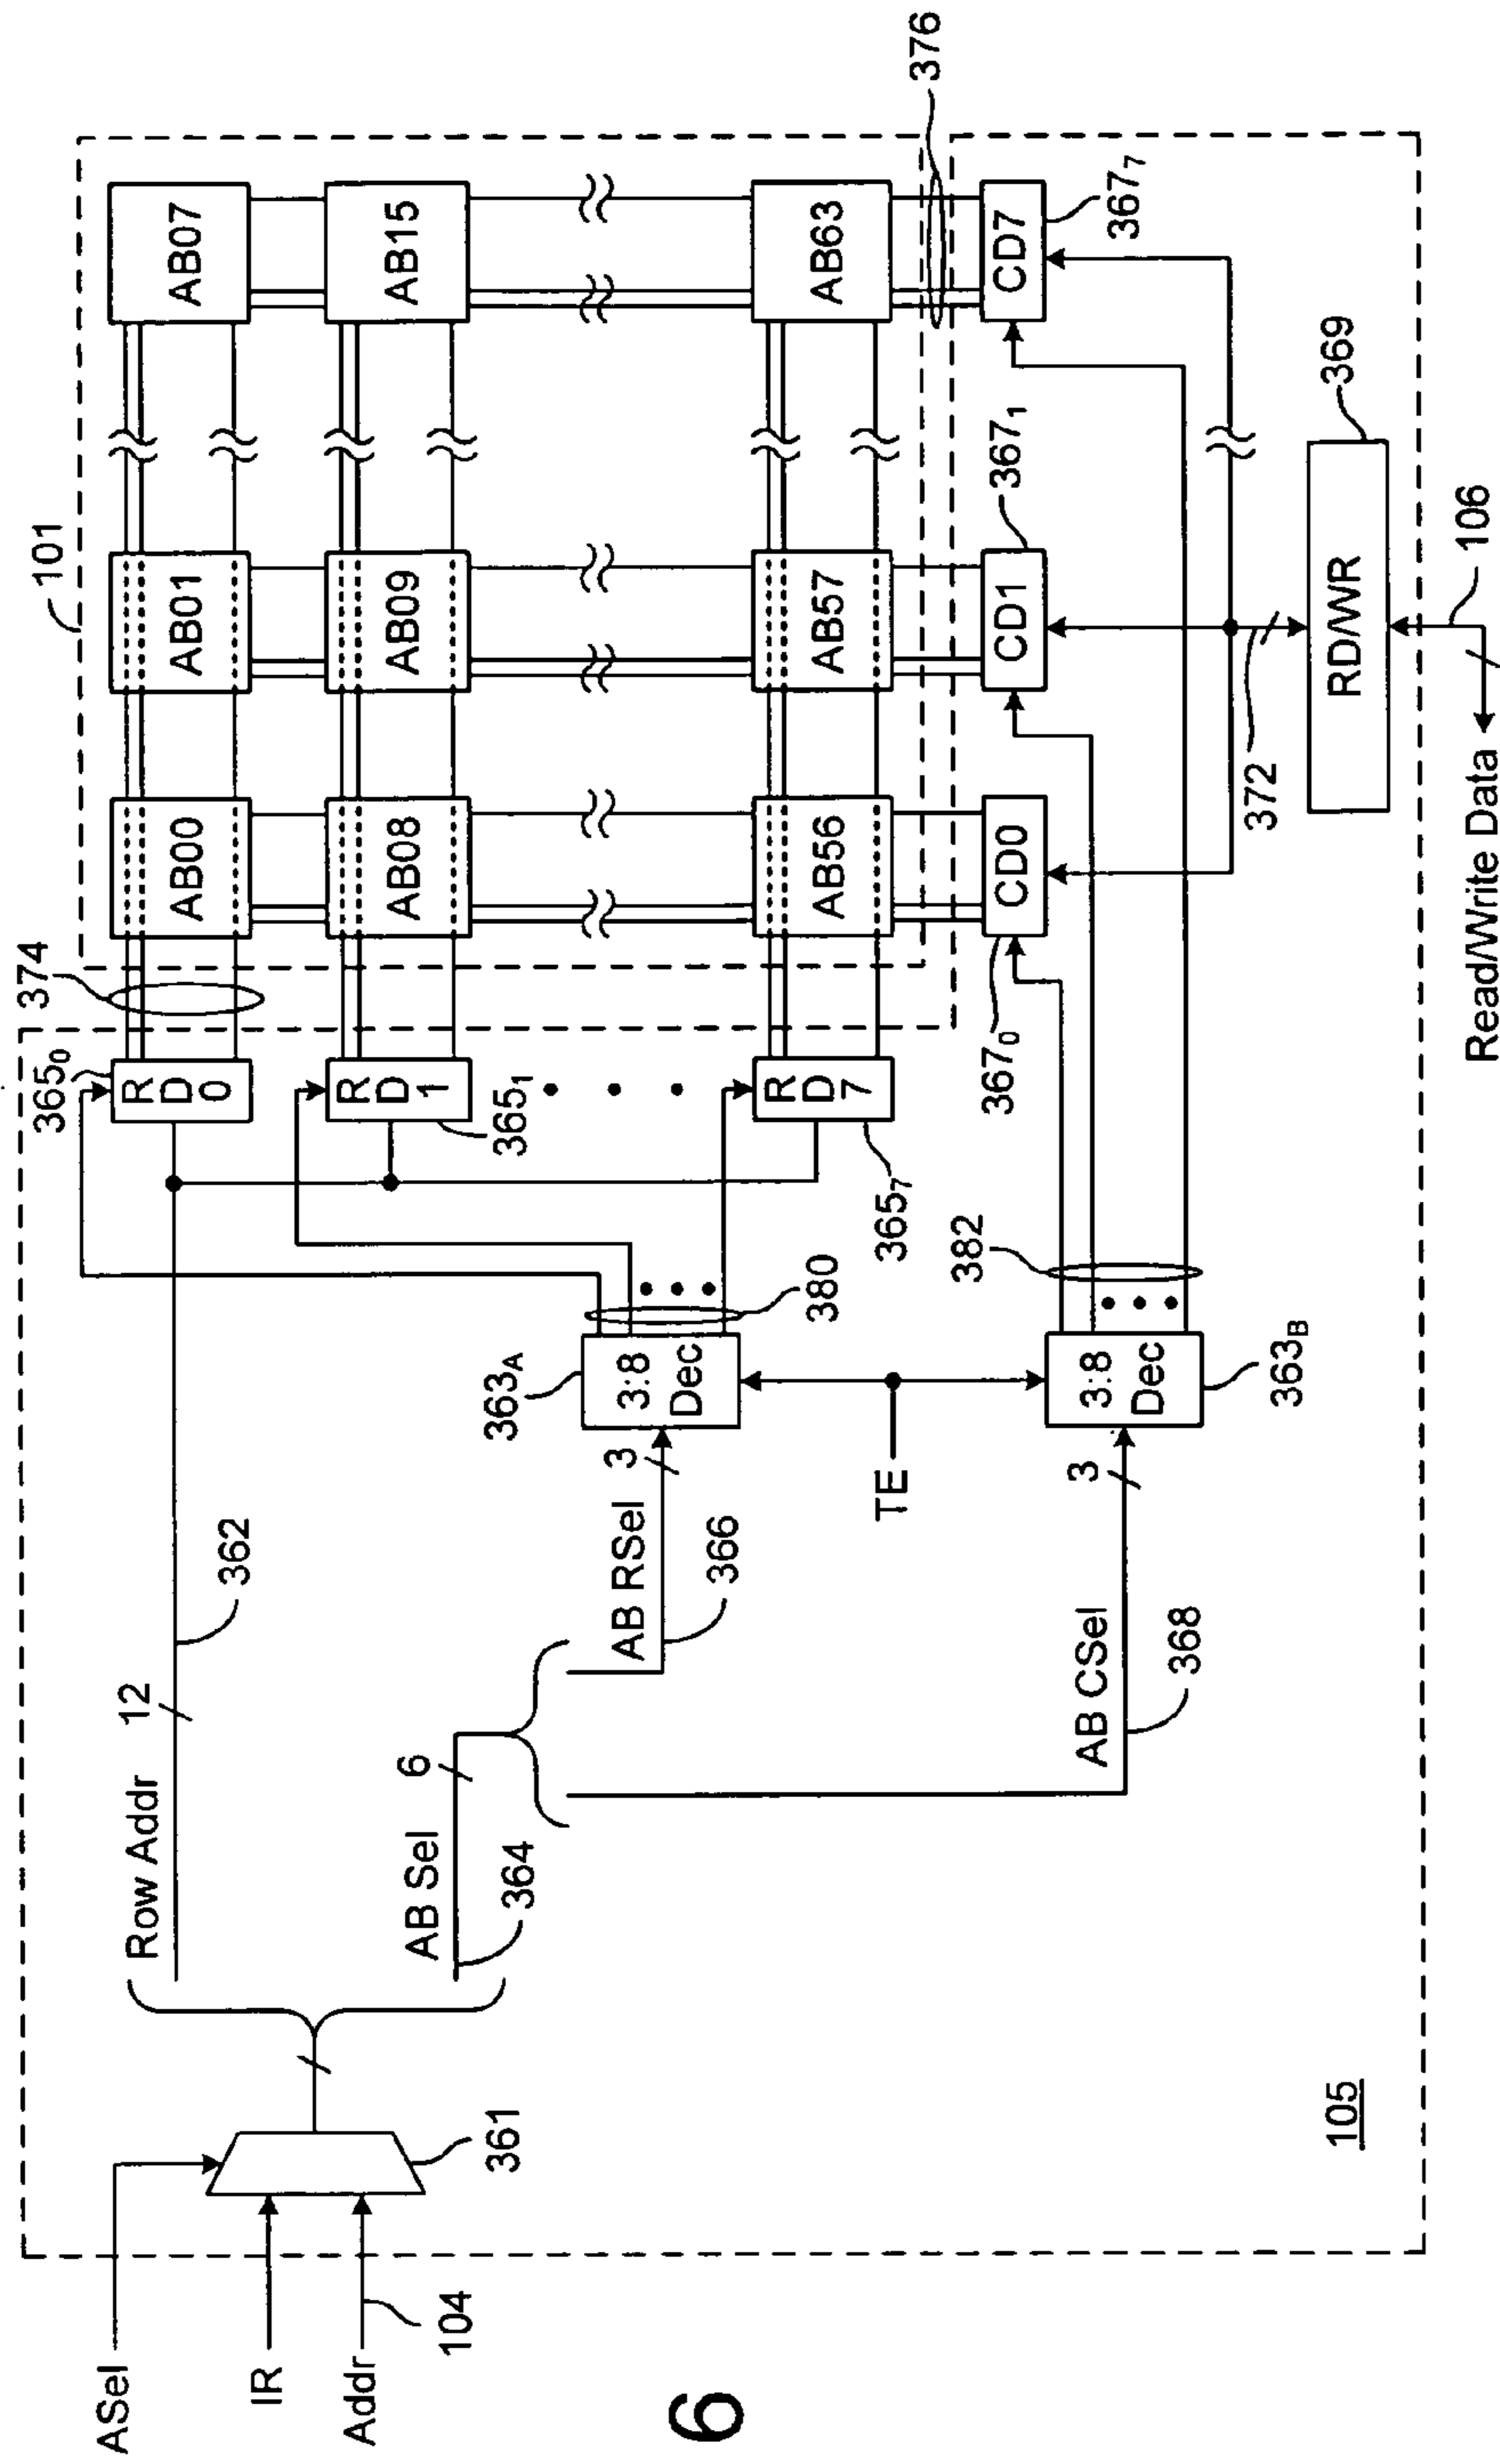 ASel
IR
Addr
104
361
Row Addr
12
362
AB Sel
6
364
AB RSel
3
366
AB CSel
3
368
TE
363A
3:8
Dec
380
363B
3:8
Dec
382
365₀
RD0
RD1
365₁
RD7
365₇
374
101
AB00
AB01
AB07
AB08
AB09
AB15
AB56
AB57
AB63
376
CD0
367₀
CD1
367₁
CD7
367₇
372
RD/WR
369
106
Read/Write Data
105
6